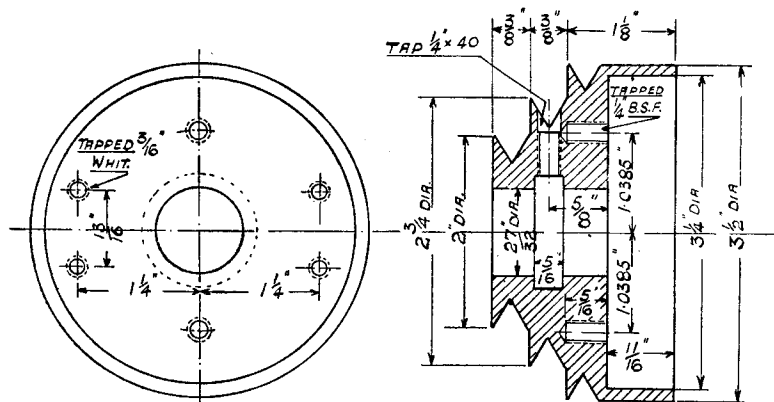 TAPPED 3/16"
WHIT.
13/16"
1 1/4"
1 1/4"
TAP 1/4" × 40
3/8"
3/8"
1 1/8"
TAPPED
1/4" B.S.F.
2 3/4" DIA.
2" DIA.
27/32" DIA.
5/8"
5/16"
5/16"
1·0385"
1·0385"
11/16"
3 1/4" DIA.
3 1/2" DIA.